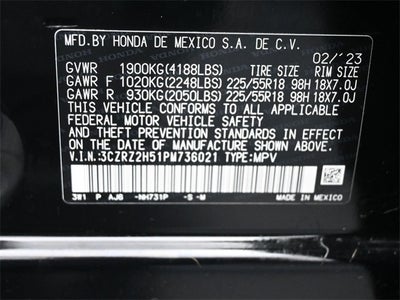 MFD.BY HONDA DE MEXICO S.A. DE C.V.
02/'23
GVWR 1900KG(4188LBS) TIRE SIZE RIM SIZE
GAWR F 1020KG(2248LBS) 225/55R18 98H 18X7.0J
GAWR R 930KG(2050LBS) 225/55R18 98H 18X7.0J
THIS VEHICLE CONFORMS TO ALL APPLICABLE
FEDERAL MOTOR VEHICLE SAFETY AND
THEFT PREVENTION STANDARDS IN EFFECT
ON THE DATE OF MANUFACTURE SHOWN ABOVE.
V.I.N:3CZRZ2H51PM736021 TYPE:MPV
3W1 P AJB -NH731P -S -M MADE IN MEXICO